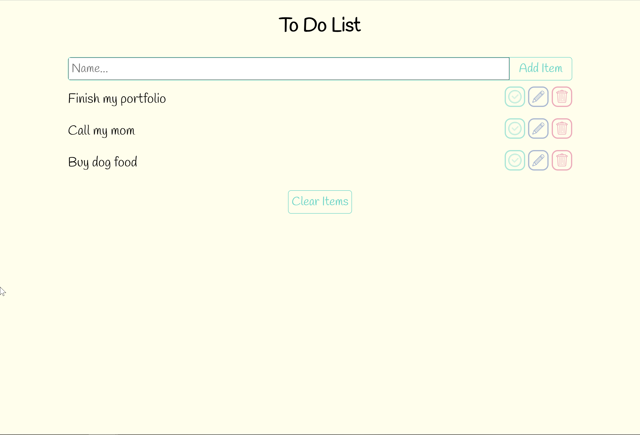 To Do List
Name...
Add Item
Finish my portfolio
Call my mom
Buy dog food
Clear Items